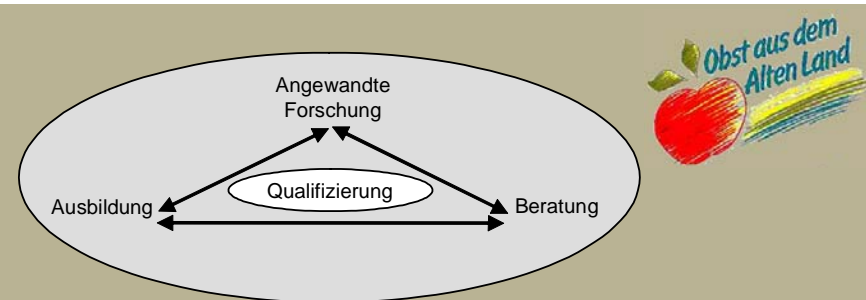 Obst aus dem
Alten Land
Angewandte
Forschung
Qualifizierung
Ausbildung
Beratung